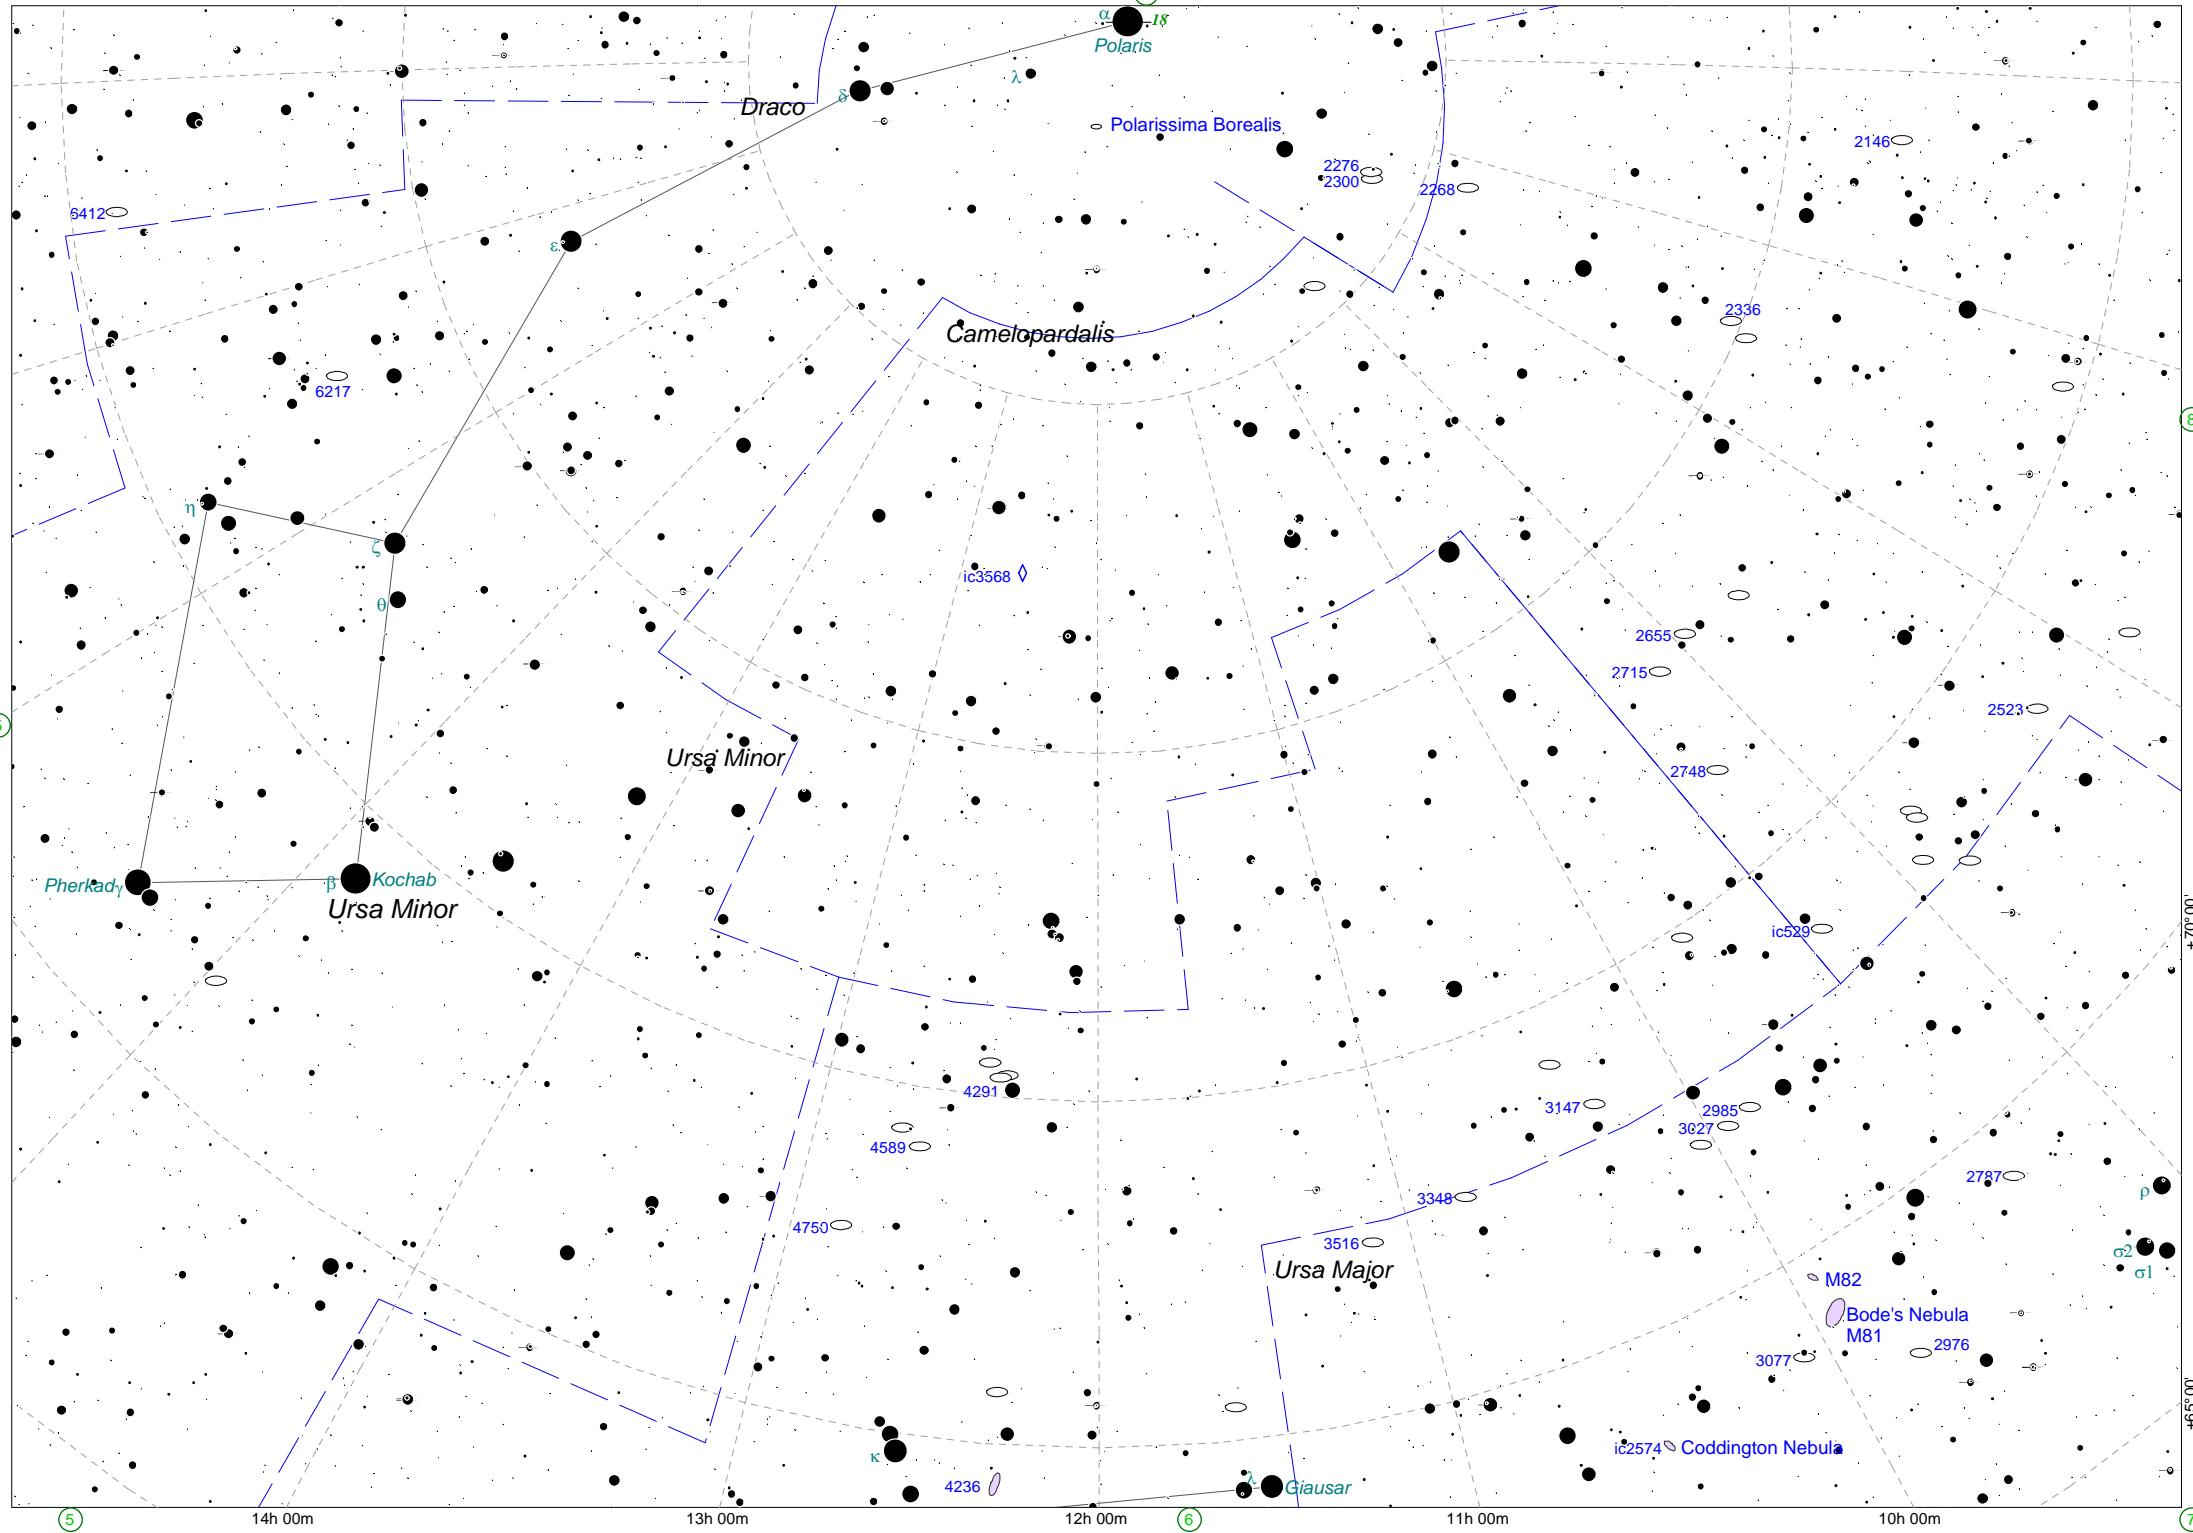 α
18
Polaris
λ
δ
Draco
Polarissima Borealis
2146
2276
2300
2268
6412
ε
2336
Camelopardalis
6217
8
η
ζ
ic3568
θ
2655
2715
2523
Ursa Minor
2748
Pherkad
γ
β
Kochab
Ursa Minor
ic529
+70°00'
4291
3147
2985
3027
4589
2787
ρ
3348
4750
3516
σ2
Ursa Major
σ1
M82
Bode's Nebula
M81
2976
3077
+65°00'
κ
ic2574
Coddington Nebula
4236
λ
Giausar
5
14h 00m
13h 00m
12h 00m
6
11h 00m
10h 00m
7